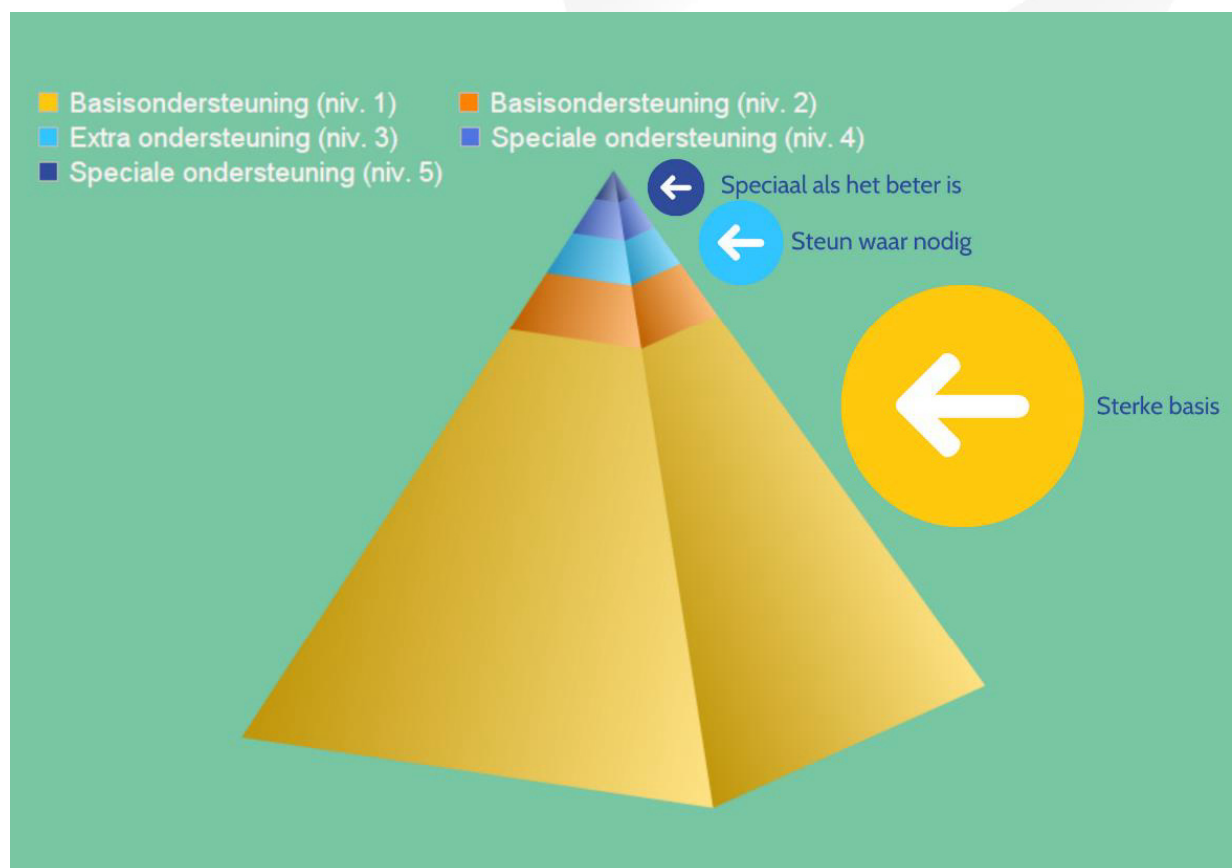 Basisondersteuning (niv. 1)
Basisondersteuning (niv. 2)
Extra ondersteuning (niv. 3)
Speciale ondersteuning (niv. 4)
Speciale ondersteuning (niv. 5)
Speciaal als het beter is
Steun waar nodig
Sterke basis